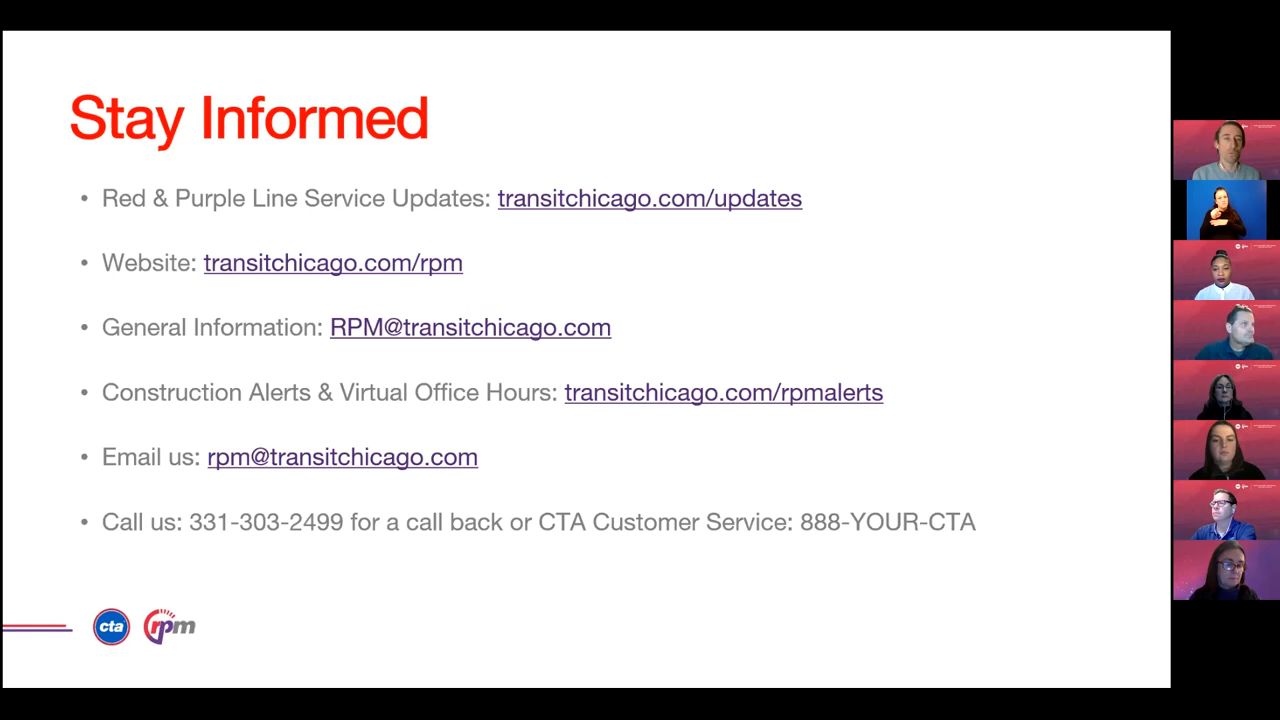 Stay Informed
• Red & Purple Line Service Updates: transitchicago.com/updates
• Website: transitchicago.com/rpm
• General Information: RPM@transitchicago.com
• Construction Alerts & Virtual Office Hours: transitchicago.com/rpmalerts
• Email us: rpm@transitchicago.com
• Call us: 331-303-2499 for a call back or CTA Customer Service: 888-YOUR-CTA
cta rpm